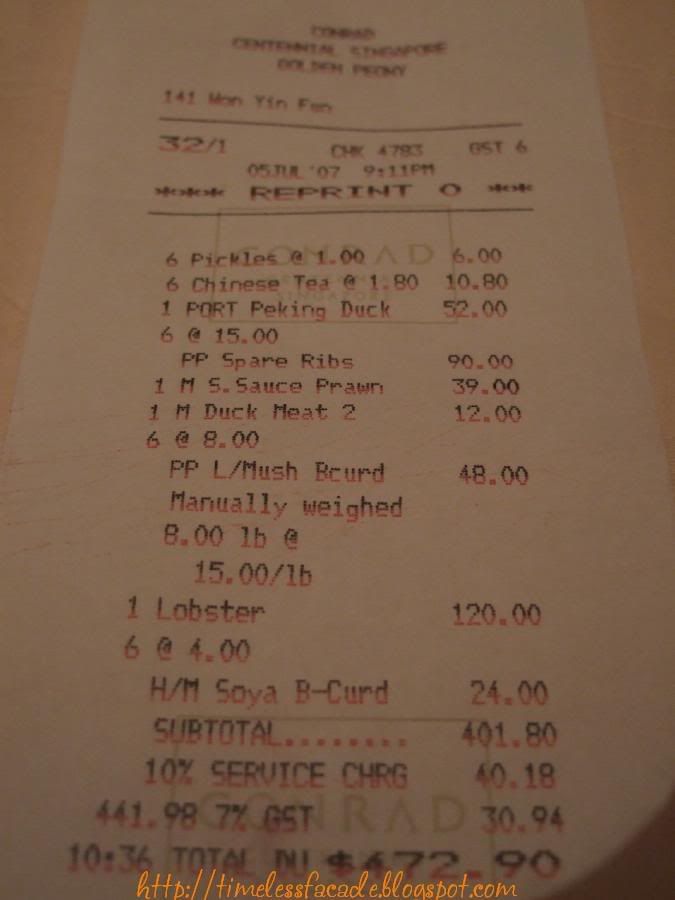 CONRAD
CENTENNIAL SINGAPORE
GOLDEN PEONY
141 Mon Yin Fen
32/1 CHK 4783 GST 6
05JUL'07 9:11PM
**** REPRINT 0 ***
CONRAD
6 Pickles @ 1.00 6.00
6 Chinese Tea @ 1.80 10.80
SINGAPORE
1 PORT Peking Duck 52.00
6 @ 15.00
PP Spare Ribs 90.00
1 M S.Sauce Prawn 39.00
1 M Duck Meat 2 12.00
6 @ 8.00
PP L/Mush Bcurd 48.00
Manually weighed
8.00 lb @
15.00/lb
1 Lobster 120.00
6 @ 4.00
H/M Soya B-Curd 24.00
SUBTOTAL........ 401.80
10% SERVICE CHRG 40.18
441.98 7% GST 30.94
CONRAD
10:36 TOTAL DU $472.90
http://timelessfacade.blogspot.com